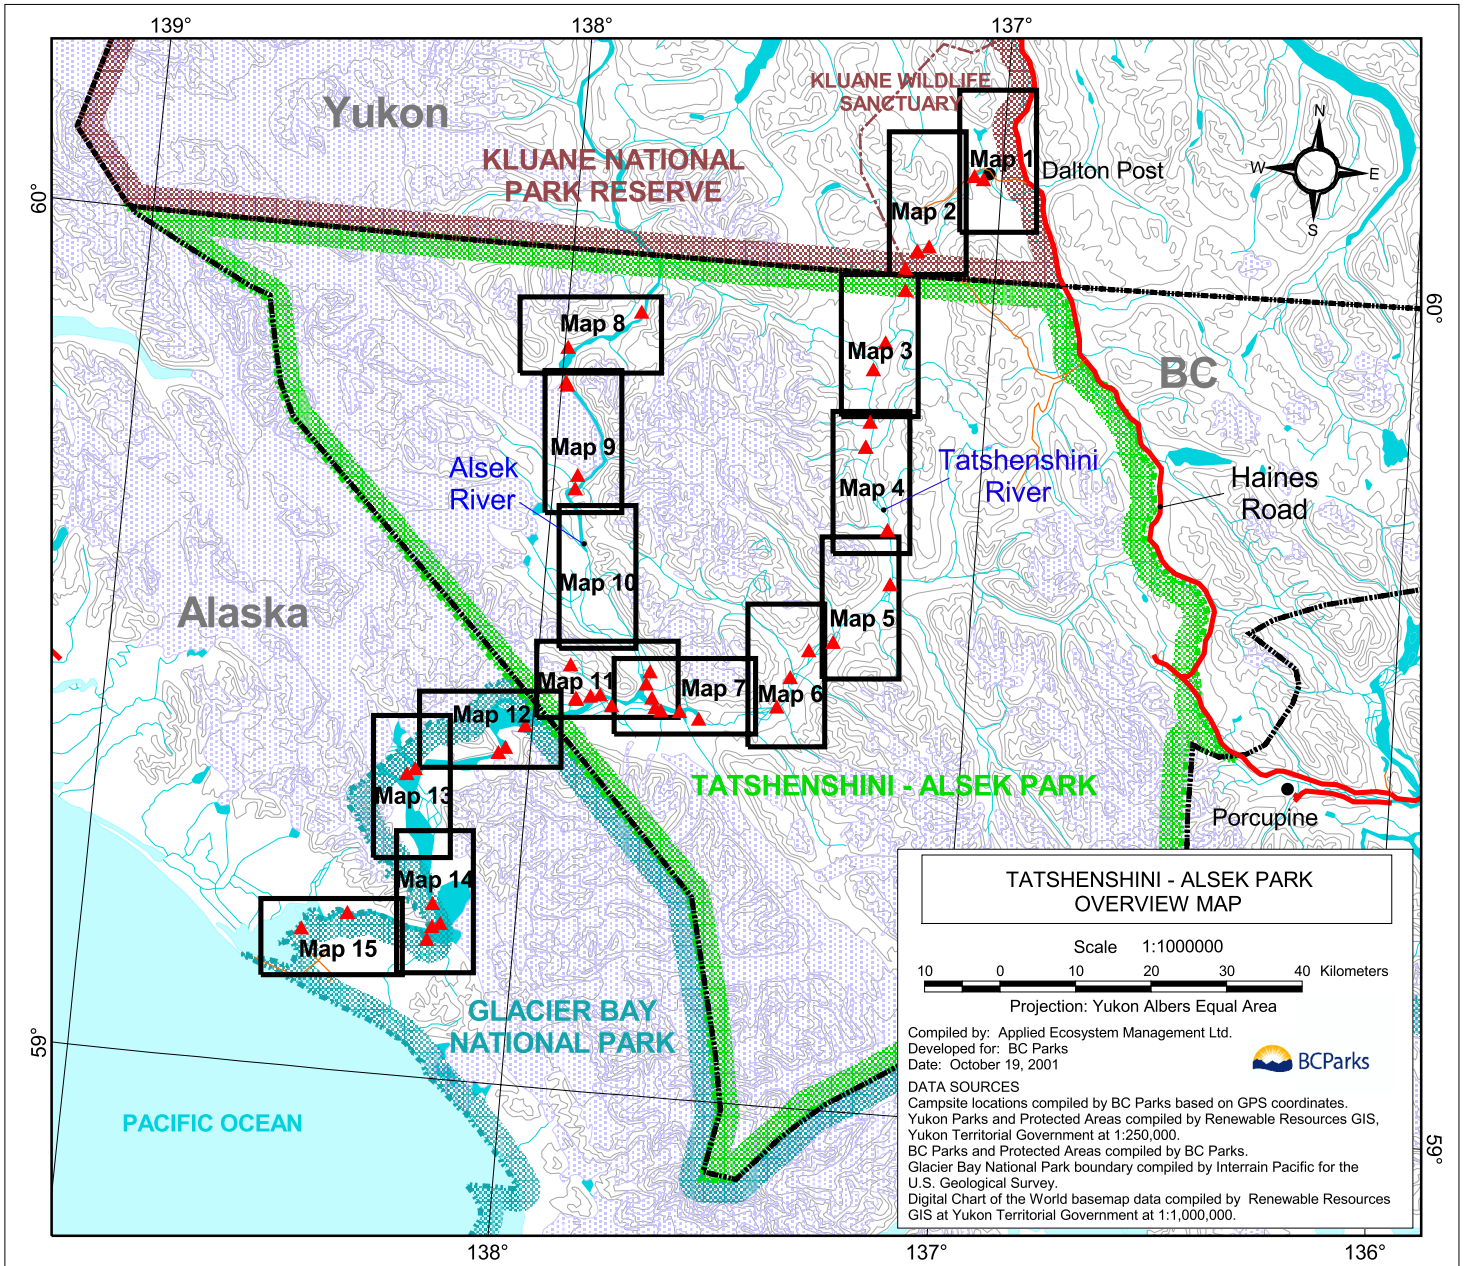 139°
138°
137°
Yukon
KLUANE WILDLIFE
SANCTUARY
KLUANE NATIONAL
PARK RESERVE
Map 1
Dalton Post
Map 2
N
W
E
S
60°
60°
Map 8
Map 3
BC
Map 9
Alsek
River
Map 4
Tatshenshini
River
Haines
Road
Map 10
Alaska
Map 5
Map 11
Map 7
Map 6
Map 12
TATSHENSHINI - ALSEK PARK
Map 13
Porcupine
Map 14
Map 15
GLACIER BAY
NATIONAL PARK
59°
PACIFIC OCEAN
TATSHENSHINI - ALSEK PARK
OVERVIEW MAP
Scale 1:1000000
10 0 10 20 30 40 Kilometers
Projection: Yukon Albers Equal Area
Compiled by: Applied Ecosystem Management Ltd.
Developed for: BC Parks
Date: October 19, 2001
BCParks
DATA SOURCES
Campsite locations compiled by BC Parks based on GPS coordinates.
Yukon Parks and Protected Areas compiled by Renewable Resources GIS,
Yukon Territorial Government at 1:250,000.
BC Parks and Protected Areas compiled by BC Parks.
Glacier Bay National Park boundary compiled by Interrain Pacific for the
U.S. Geological Survey.
Digital Chart of the World basemap data compiled by Renewable Resources
GIS at Yukon Territorial Government at 1:1,000,000.
59°
138°
137°
136°